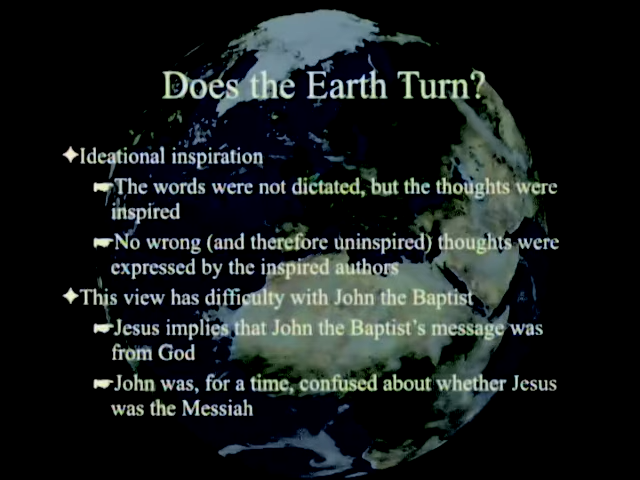 Does the Earth Turn?
Ideational inspiration
The words were not dictated, but the thoughts were
inspired
No wrong (and therefore uninspired) thoughts were
expressed by the inspired authors
This view has difficulty with John the Baptist
Jesus implies that John the Baptist's message was
from God
John was, for a time, confused about whether Jesus
was the Messiah